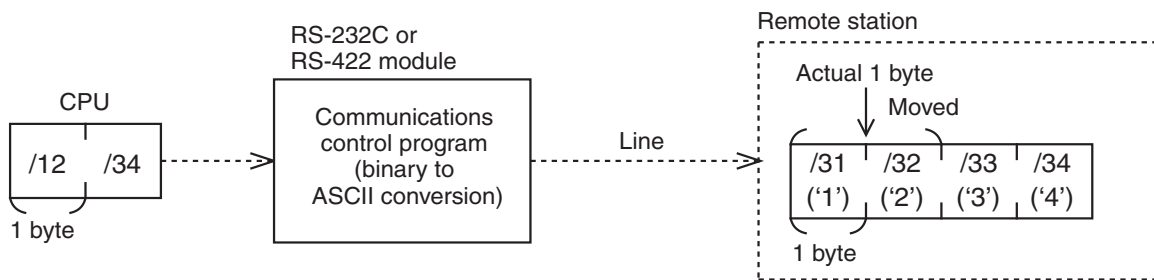 RS-232C or
RS-422 module
Remote station
Actual 1 byte
Moved
CPU
Communications
control program
(binary to
ASCII conversion)
Line
/12 /34
/31 /32 /33 /34
(‘1’) (‘2’) (‘3’) (‘4’)
1 byte
1 byte